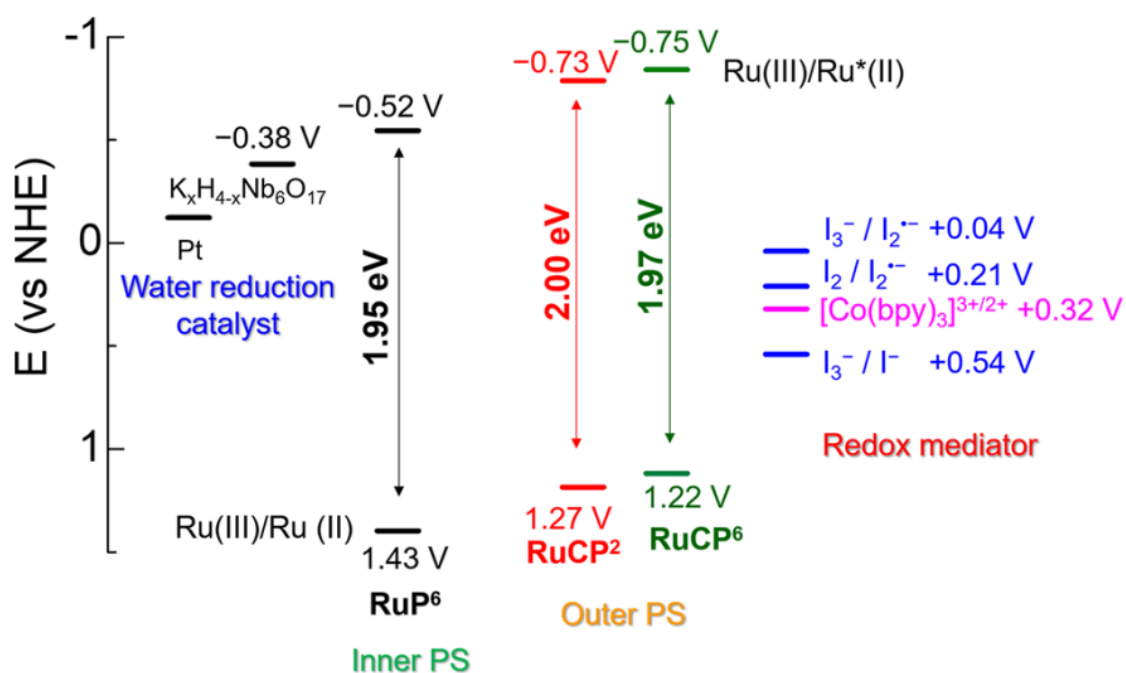 -1
0
1
E (vs NHE)
−0.38 V
KₓH₄₋ₓNb₆O₁₇
Pt
Water reduction
catalyst
−0.52 V
1.95 eV
Ru(III)/Ru (II)
1.43 V
RuP⁶
Inner PS
−0.73 V
2.00 eV
1.27 V
RuCP²
−0.75 V
1.97 eV
1.22 V
RuCP⁶
Outer PS
Ru(III)/Ru*(II)
I₃⁻ / I₂•⁻ +0.04 V
I₂ / I₂•⁻ +0.21 V
[Co(bpy)₃]³⁺/²⁺ +0.32 V
I₃⁻ / I⁻ +0.54 V
Redox mediator